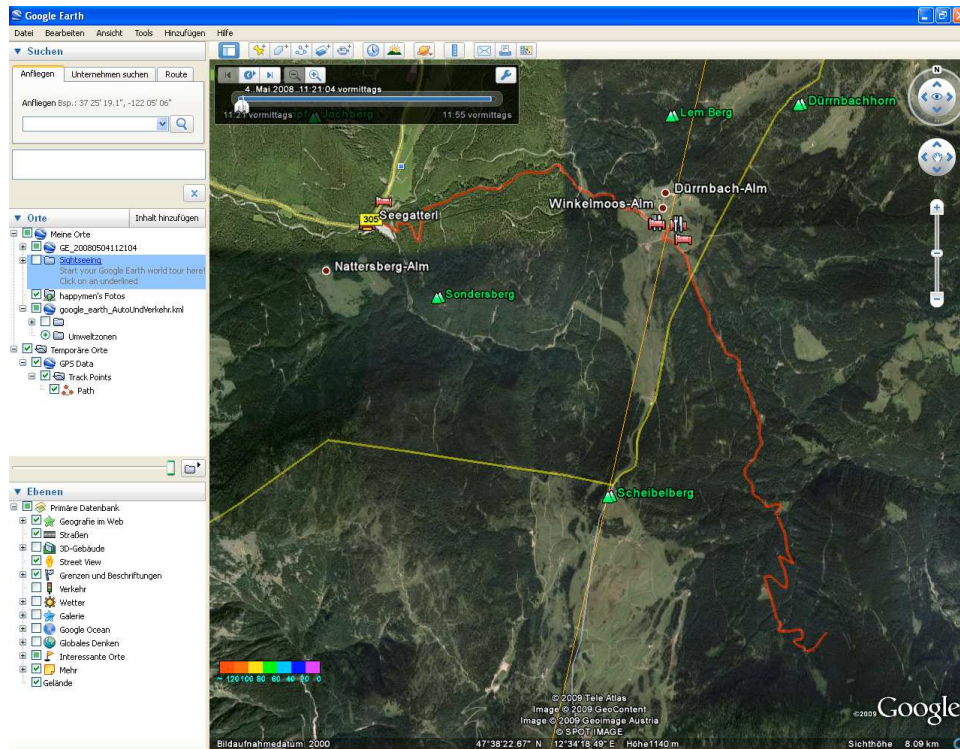 Google Earth
Datei Bearbeiten Ansicht Tools Hinzufügen Hilfe
Suchen
Anfliegen Unternehmen suchen Route
Anfliegen Bsp.: 37 25' 19.1", -122 05' 06"
Orte
Inhalt hinzufügen
Meine Orte
GE_20080504112104
Sightseeing
Start your Google Earth world tour here!
Click on an underlined
happymen's Fotos
google_earth_AutoUndVerkehr.kml
Umweltzonen
Temporäre Orte
GPS Data
Track Points
Path
Ebenen
Primäre Datenbank
Geografie im Web
Straßen
3D-Gebäude
Street View
Grenzen und Beschriftungen
Verkehr
Wetter
Galerie
Google Ocean
Globales Denken
Interessante Orte
Mehr
Gelände
4. Mai 2008 11:21:04 vormittags
11:21 vormittags
11:55 vormittags
Jochberg
Lem Berg
Dürrnbachhorn
N
Dürrnbach-Alm
Winkelmoos-Alm
Seegatterl
305
Nattersberg-Alm
Sondersberg
Scheibelberg
~ 120 100 80 60 40 20 0
© 2009 Tele Atlas
Image © 2009 GeoContent
Image © 2009 Geoimage Austria
© SPOT IMAGE
©2009 Google
Bildaufnahmedatum: 2000
47°38'22.67" N 12°34'18.49" E Höhe 1140 m
Sichthöhe 8.09 km